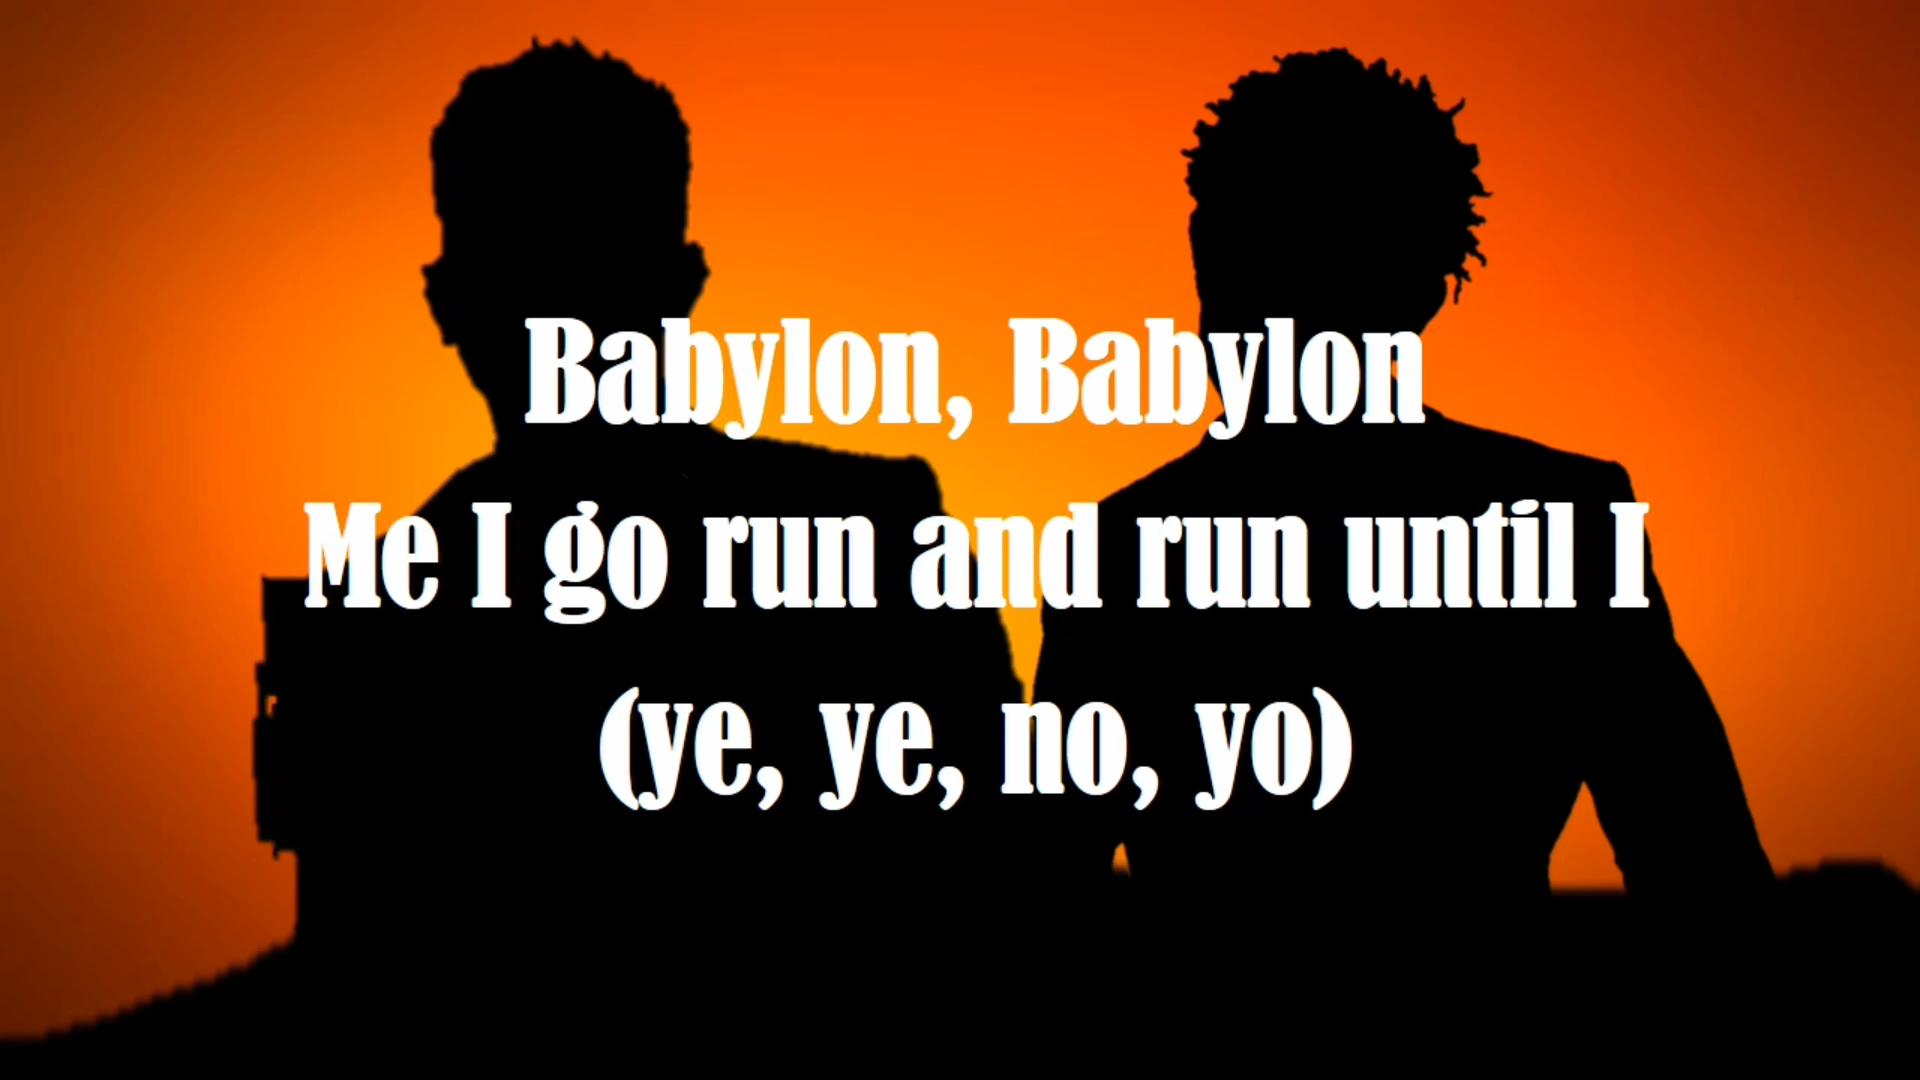 Babylon, Babylon
Me I go run and run until I
(ye, ye, no, yo)